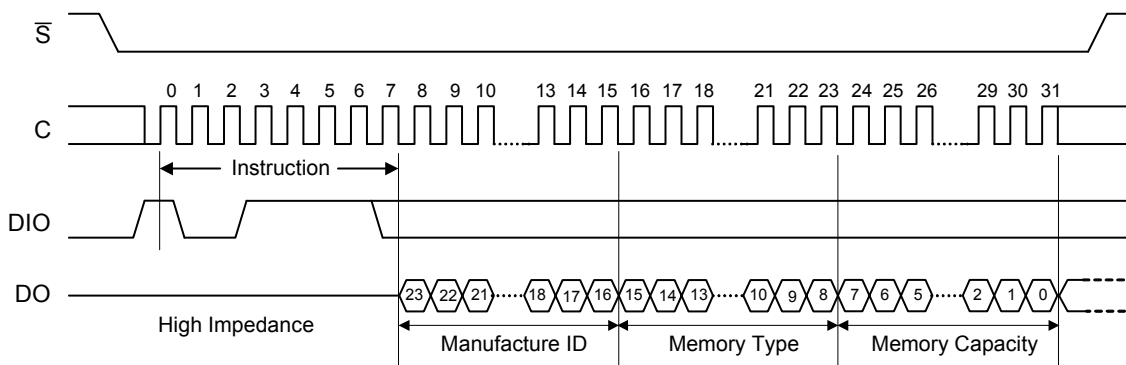 S
0 1 2 3 4 5 6 7 8 9 10 13 14 15 16 17 18 21 22 23 24 25 26 29 30 31
C
Instruction
DIO
DO
23 22 21 18 17 16 15 14 13 10 9 8 7 6 5 2 1 0
High Impedance
Manufacture ID
Memory Type
Memory Capacity